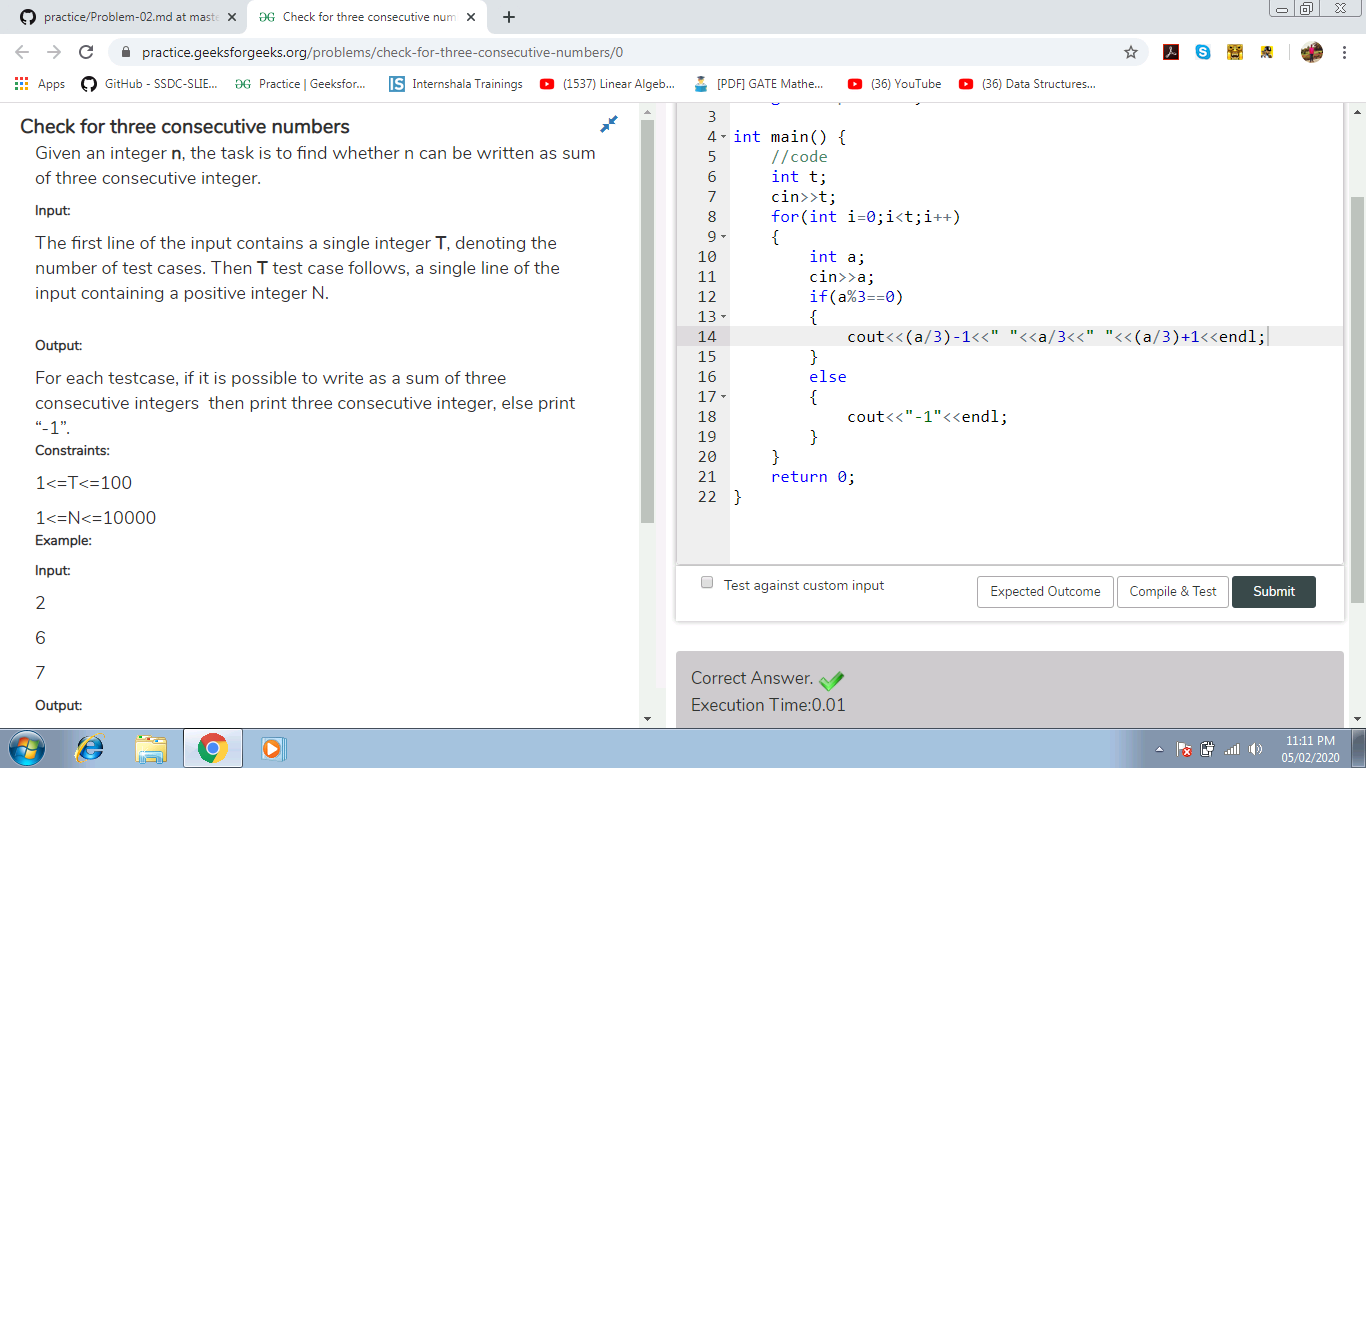 practice/Problem-02.md at maste
Check for three consecutive num
practice.geeksforgeeks.org/problems/check-for-three-consecutive-numbers/0
Apps
GitHub - SSDC-SLIE...
Practice | Geeksfor...
IS Internshala Trainings
(1537) Linear Algeb...
[PDF] GATE Mathe...
(36) YouTube
(36) Data Structures...
Check for three consecutive numbers
Given an integer n, the task is to find whether n can be written as sum
of three consecutive integer.
Input:
The first line of the input contains a single integer T, denoting the
number of test cases. Then T test case follows, a single line of the
input containing a positive integer N.
Output:
For each testcase, if it is possible to write as a sum of three
consecutive integers  then print three consecutive integer, else print
“-1”.
Constraints:
1<=T<=100
1<=N<=10000
Example:
Input:
2
6
7
Output:
3
4 int main() {
5     //code
6     int t;
7     cin>>t;
8     for(int i=0;i<t;i++)
9     {
10         int a;
11         cin>>a;
12         if(a%3==0)
13         {
14             cout<<(a/3)-1<<" "<<a/3<<" "<<(a/3)+1<<endl;
15         }
16         else
17         {
18             cout<<"-1"<<endl;
19         }
20     }
21     return 0;
22 }
Test against custom input
Expected Outcome
Compile & Test
Submit
Correct Answer.
Execution Time:0.01
11:11 PM
05/02/2020